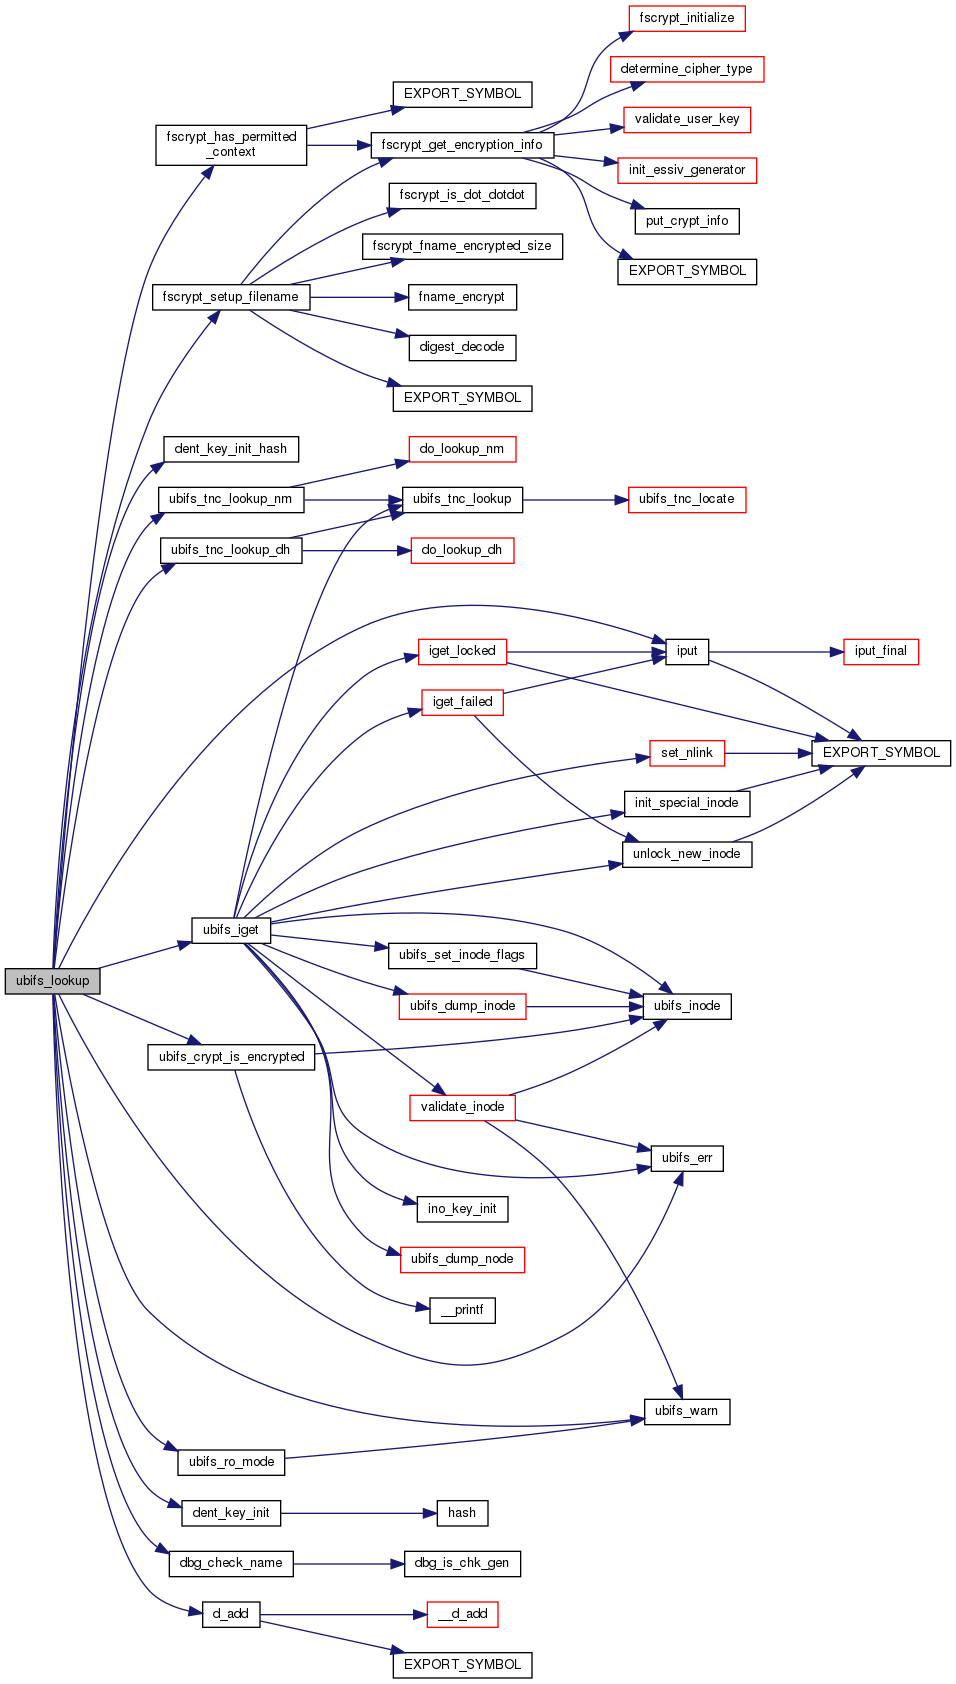 fscrypt_initialize
determine_cipher_type
EXPORT_SYMBOL
validate_user_key
fscrypt_has_permitted
_context
fscrypt_get_encryption_info
init_essiv_generator
fscrypt_is_dot_dotdot
put_crypt_info
fscrypt_fname_encrypted_size
EXPORT_SYMBOL
fscrypt_setup_filename
fname_encrypt
digest_decode
EXPORT_SYMBOL
dent_key_init_hash
do_lookup_nm
ubifs_tnc_lookup_nm
ubifs_tnc_lookup
ubifs_tnc_locate
ubifs_tnc_lookup_dh
do_lookup_dh
iget_locked
iput
iput_final
iget_failed
set_nlink
EXPORT_SYMBOL
init_special_inode
unlock_new_inode
ubifs_iget
ubifs_set_inode_flags
ubifs_lookup
ubifs_dump_inode
ubifs_inode
ubifs_crypt_is_encrypted
validate_inode
ubifs_err
ino_key_init
ubifs_dump_node
__printf
ubifs_warn
ubifs_ro_mode
dent_key_init
hash
dbg_check_name
dbg_is_chk_gen
d_add
__d_add
EXPORT_SYMBOL